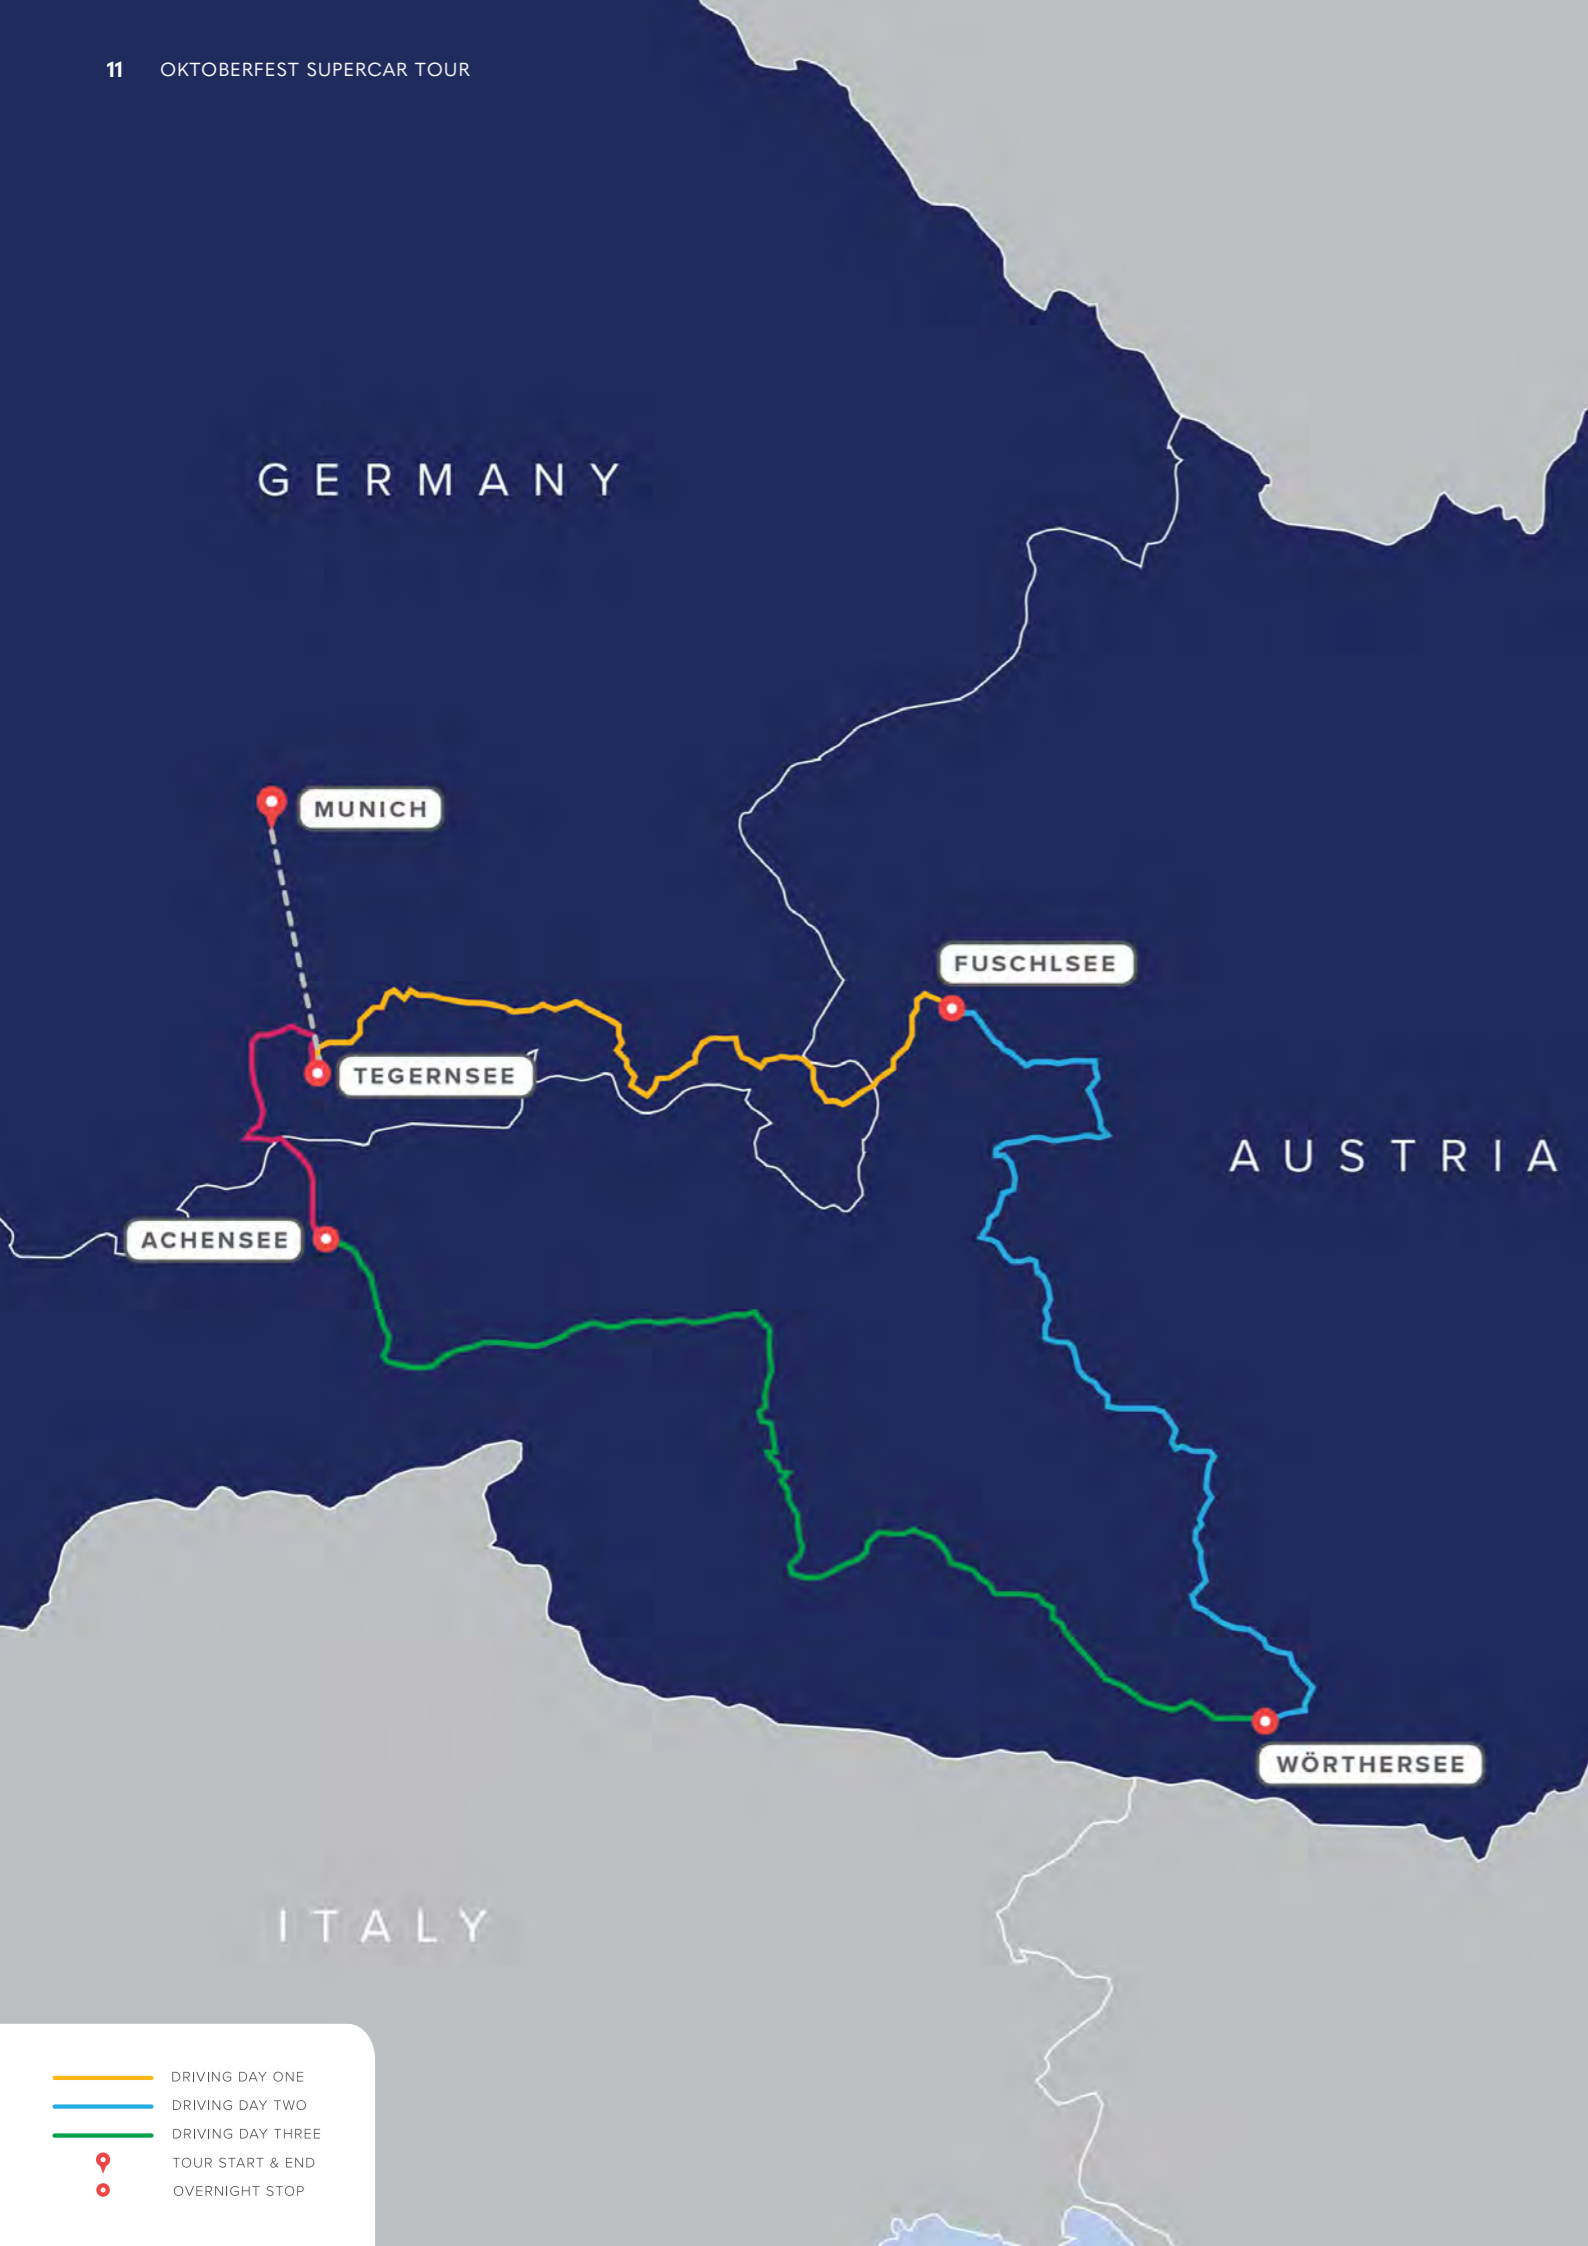 11 OKTOBERFEST SUPERCAR TOUR
GERMANY
MUNICH
FUSCHLSEE
TEGERNSEE
AUSTRIA
ACHENSEE
WÖRTHERSEE
ITALY
DRIVING DAY ONE
DRIVING DAY TWO
DRIVING DAY THREE
TOUR START & END
OVERNIGHT STOP